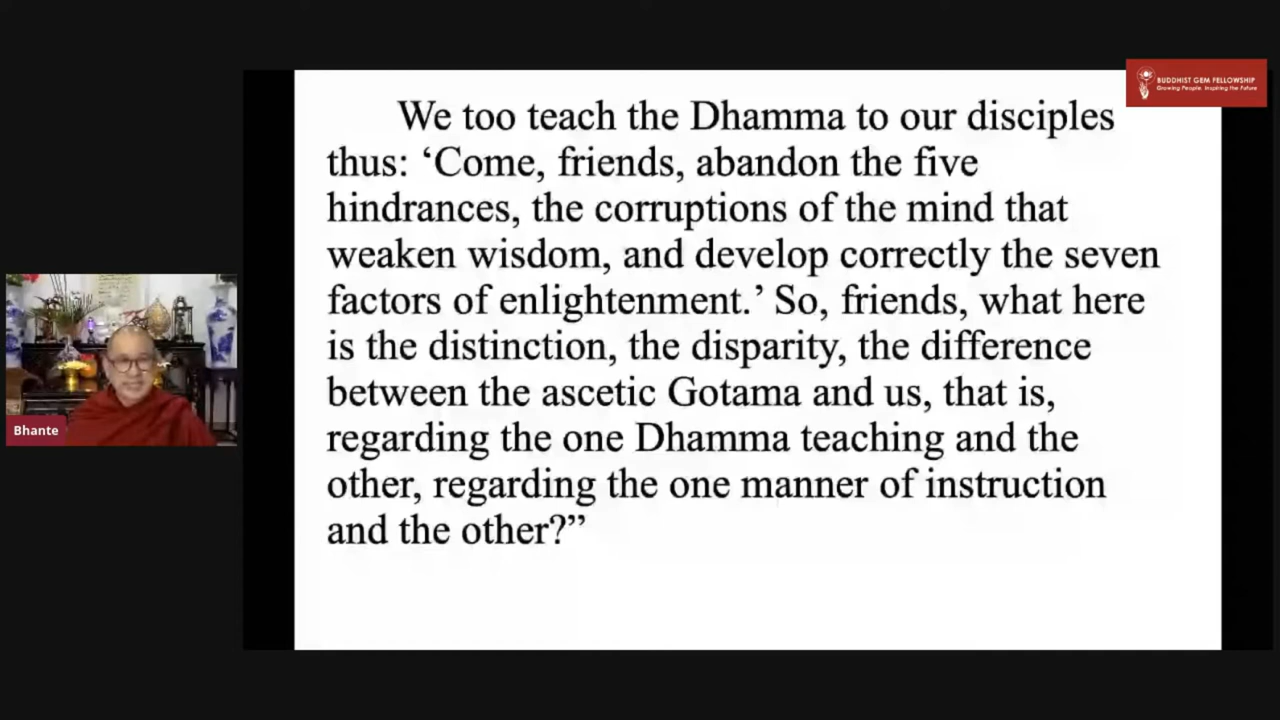 BUDDHIST GEM FELLOWSHIP
Growing People. Inspiring the Future
We too teach the Dhamma to our disciples
thus: ‘Come, friends, abandon the five
hindrances, the corruptions of the mind that
weaken wisdom, and develop correctly the seven
factors of enlightenment.’ So, friends, what here
is the distinction, the disparity, the difference
between the ascetic Gotama and us, that is,
regarding the one Dhamma teaching and the
other, regarding the one manner of instruction
and the other?”
Bhante